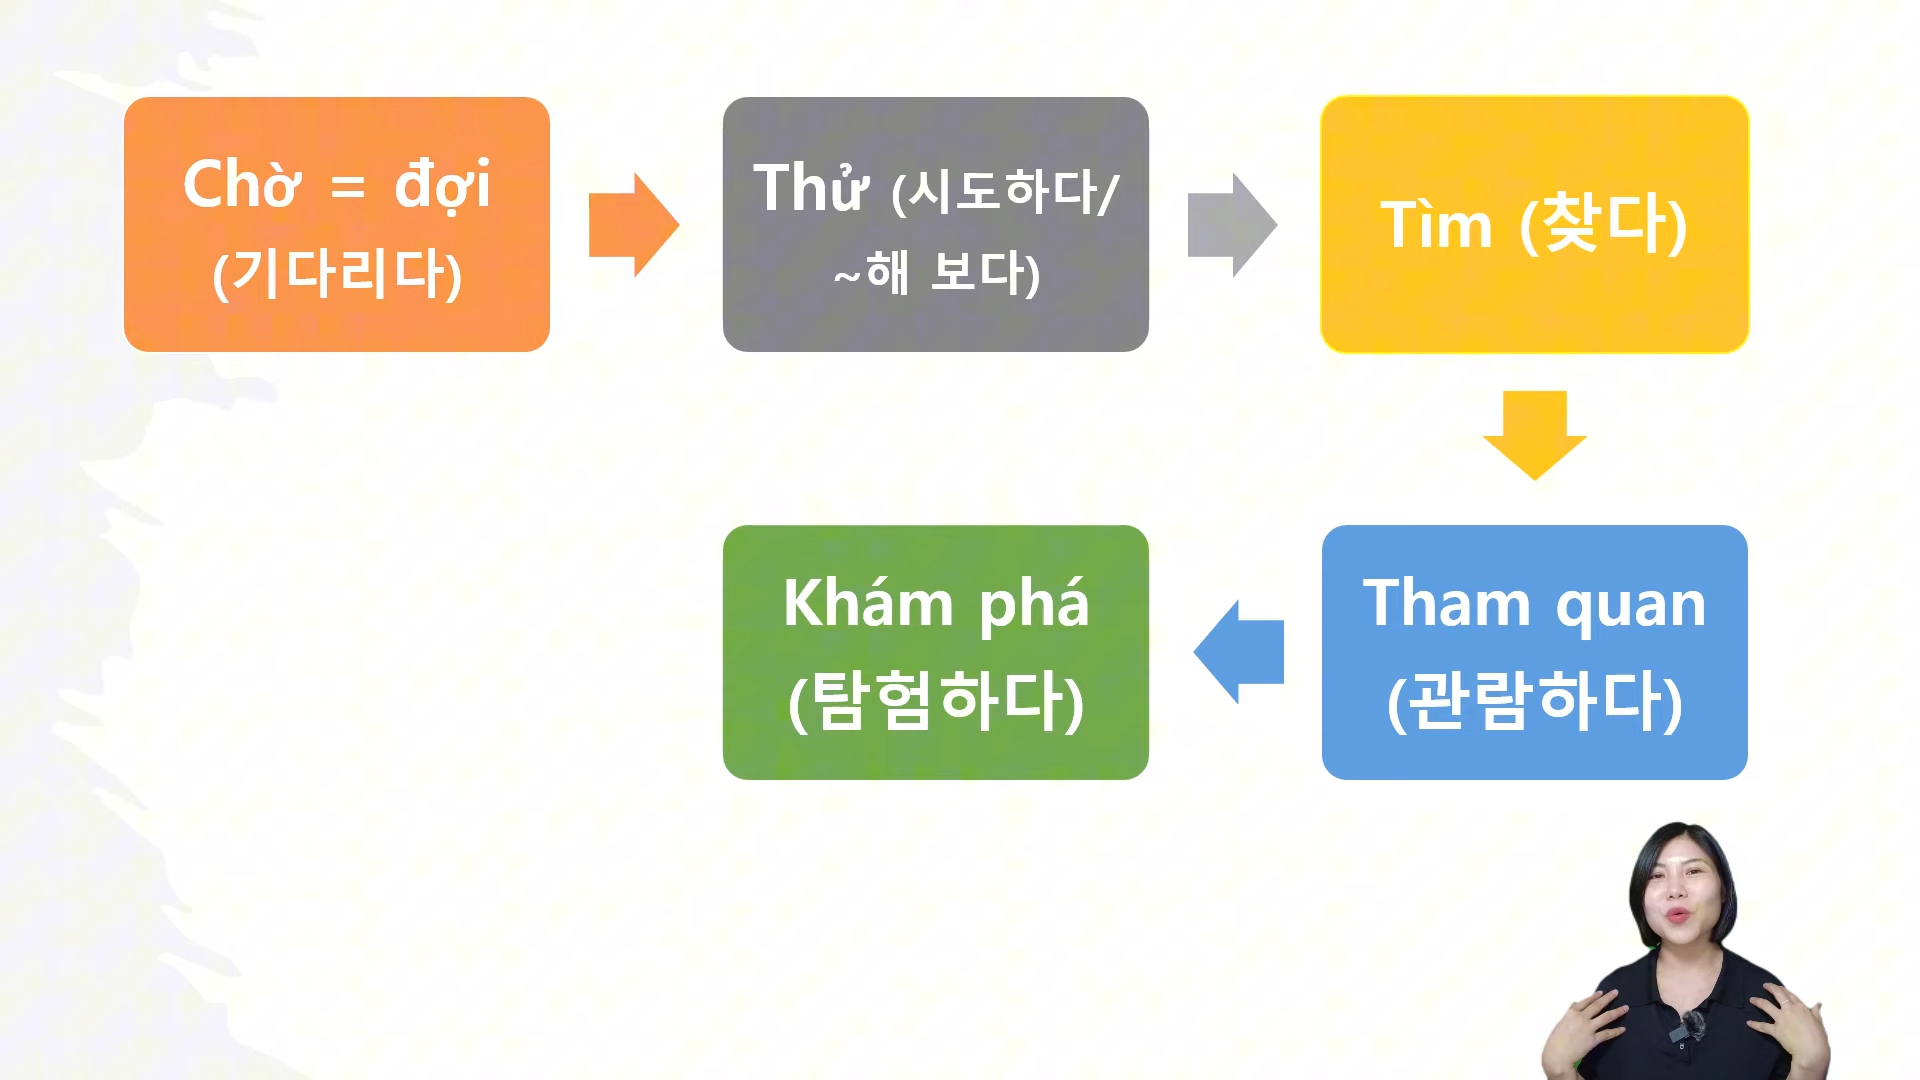 Chờ = đợi
(기다리다)
Thử (시도하다/
~해 보다)
Tìm (찾다)
Tham quan
(관람하다)
Khám phá
(탐험하다)